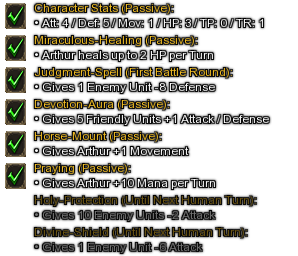 Character Stats (Passive):
• Att: 4 / Def: 5 / Mov: 1 / HP: 3 / TP: 0 / TR: 1
Miraculous-Healing (Passive):
• Arthur heals up to 2 HP per Turn
Judgment-Spell (First Battle Round):
• Gives 1 Enemy Unit -8 Defense
Devotion-Aura (Passive):
• Gives 5 Friendly Units +1 Attack / Defense
Horse-Mount (Passive):
• Gives Arthur +1 Movement
Praying (Passive):
• Gives Arthur +10 Mana per Turn
Holy-Protection (Until Next Human Turn):
• Gives 10 Enemy Units -2 Attack
Divine-Shield (Until Next Human Turn):
• Gives 1 Enemy Unit -6 Attack